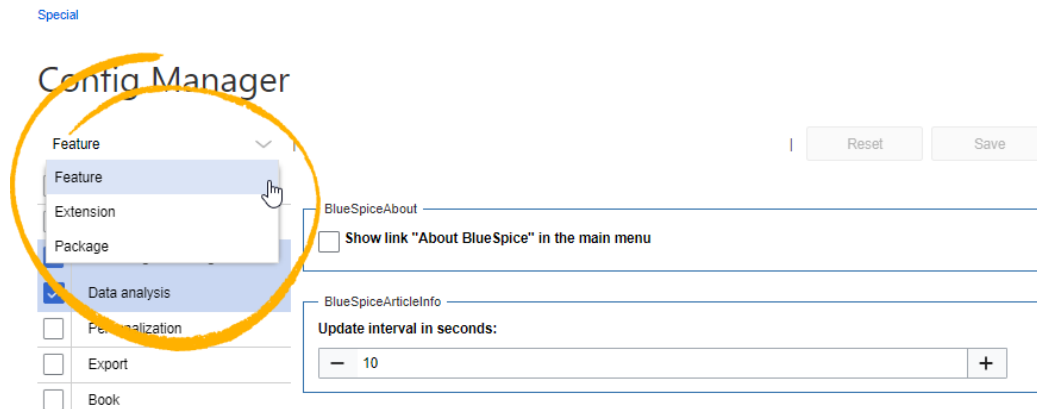 Special
Config Manager
Feature
Reset
Save
Feature
Extension
Package
BlueSpiceAbout
Show link "About BlueSpice" in the main menu
Data analysis
BlueSpiceArticleInfo
Personalization
Update interval in seconds:
Export
10
Book